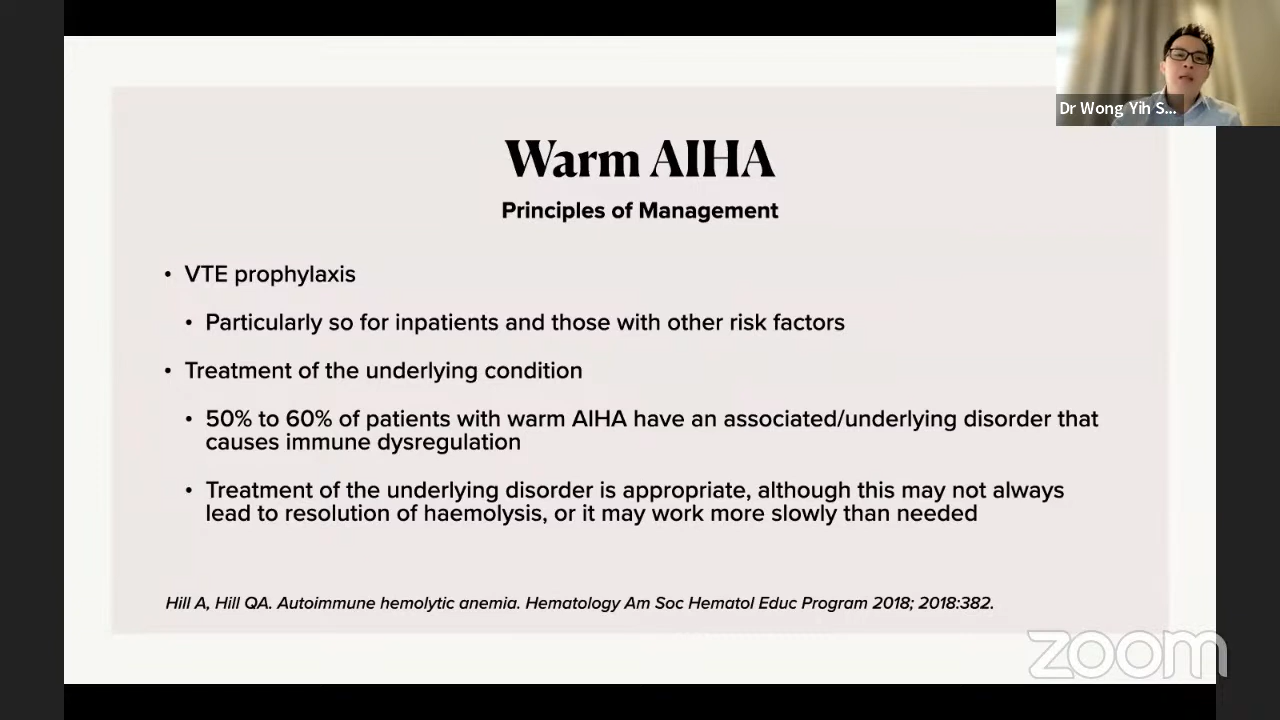 Dr Wong Yih S...
Warm AIHA
Principles of Management
• VTE prophylaxis
• Particularly so for inpatients and those with other risk factors
• Treatment of the underlying condition
• 50% to 60% of patients with warm AIHA have an associated/underlying disorder that
causes immune dysregulation
• Treatment of the underlying disorder is appropriate, although this may not always
lead to resolution of haemolysis, or it may work more slowly than needed
Hill A, Hill QA. Autoimmune hemolytic anemia. Hematology Am Soc Hematol Educ Program 2018; 2018:382.
zoom